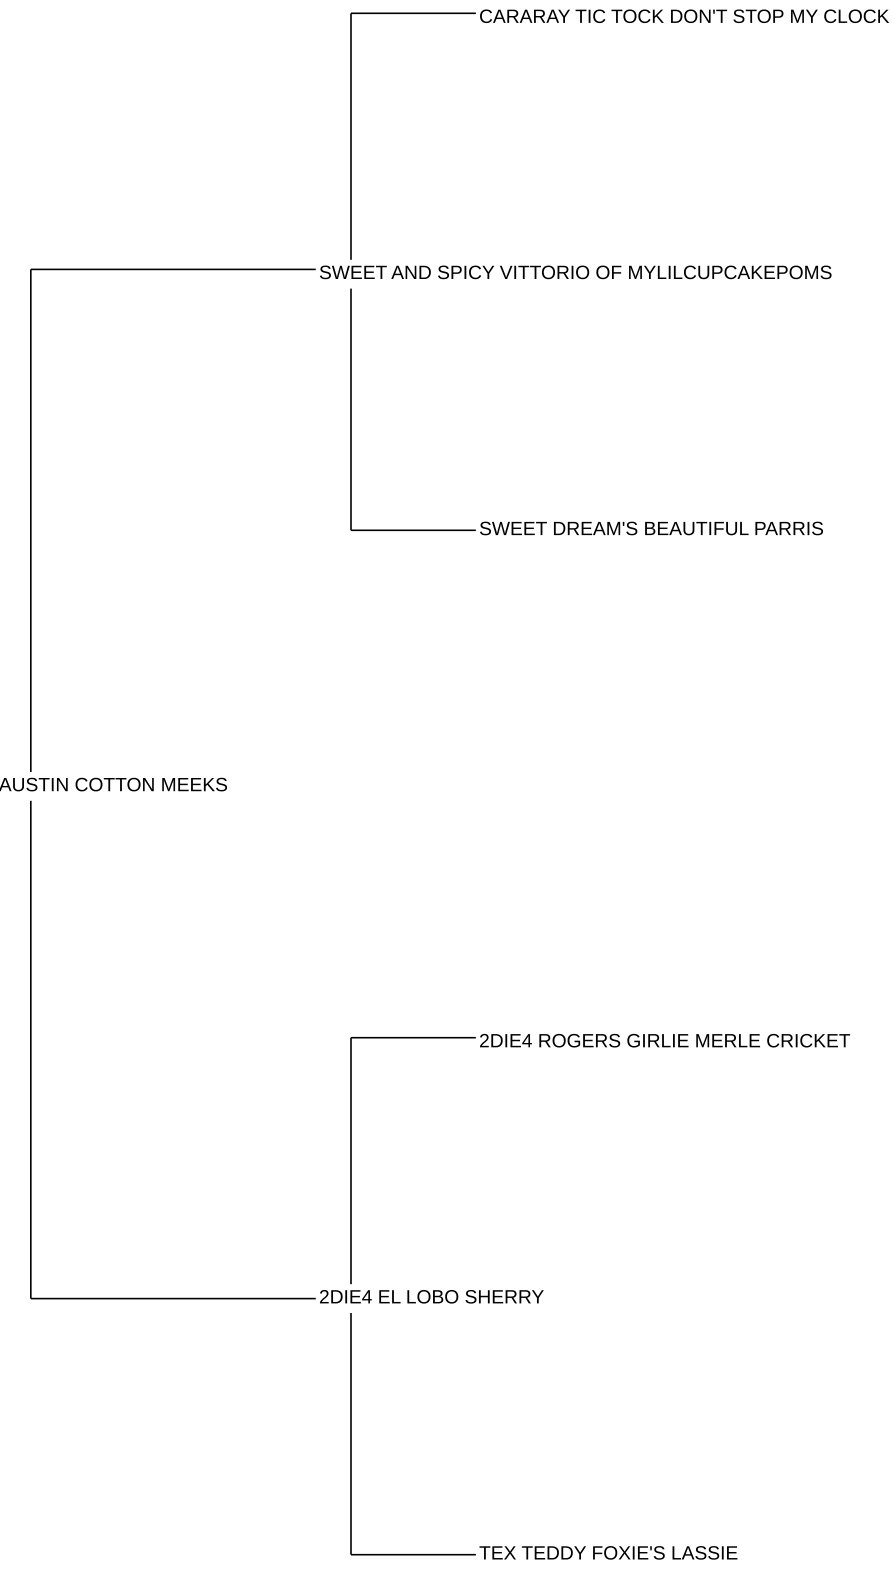 CARARAY TIC TOCK DON'T STOP MY CLOCK
SWEET AND SPICY VITTORIO OF MYLILCUPCAKEPOMS
SWEET DREAM'S BEAUTIFUL PARRIS
AUSTIN COTTON MEEKS
2DIE4 ROGERS GIRLIE MERLE CRICKET
2DIE4 EL LOBO SHERRY
TEX TEDDY FOXIE'S LASSIE